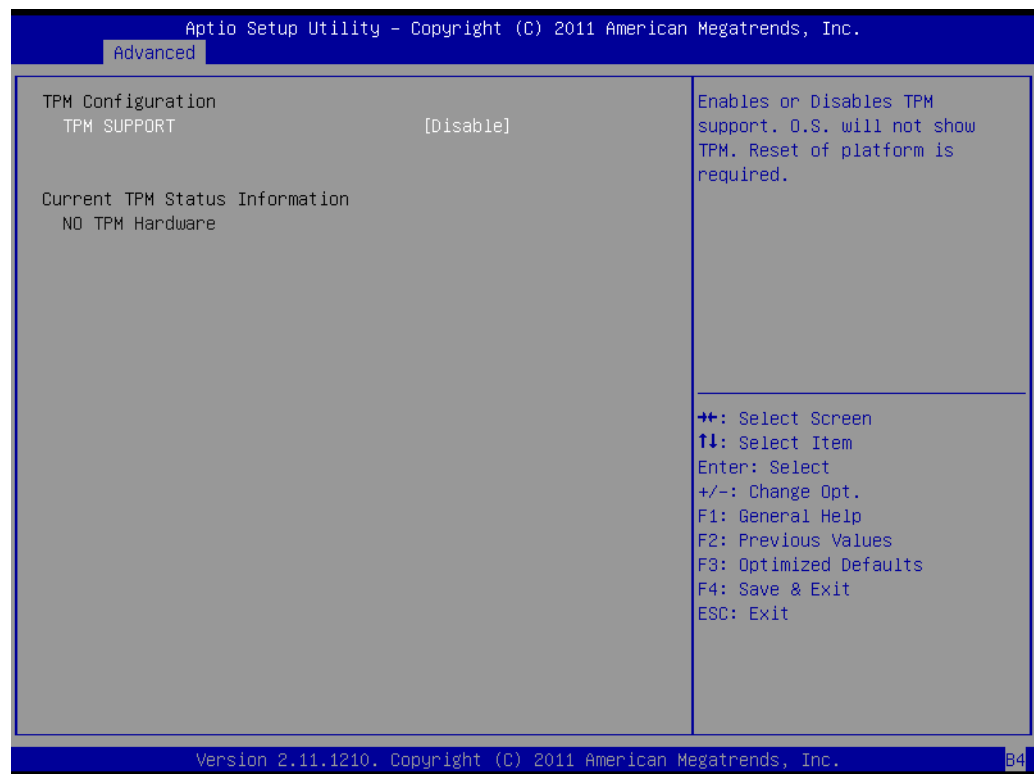 Aptio Setup Utility – Copyright (C) 2011 American Megatrends, Inc.
Advanced
TPM Configuration
TPM SUPPORT [Disable]
Current TPM Status Information
NO TPM Hardware
Enables or Disables TPM
support. O.S. will not show
TPM. Reset of platform is
required.
→←: Select Screen
↑↓: Select Item
Enter: Select
+/-: Change Opt.
F1: General Help
F2: Previous Values
F3: Optimized Defaults
F4: Save & Exit
ESC: Exit
Version 2.11.1210. Copyright (C) 2011 American Megatrends, Inc.
B4